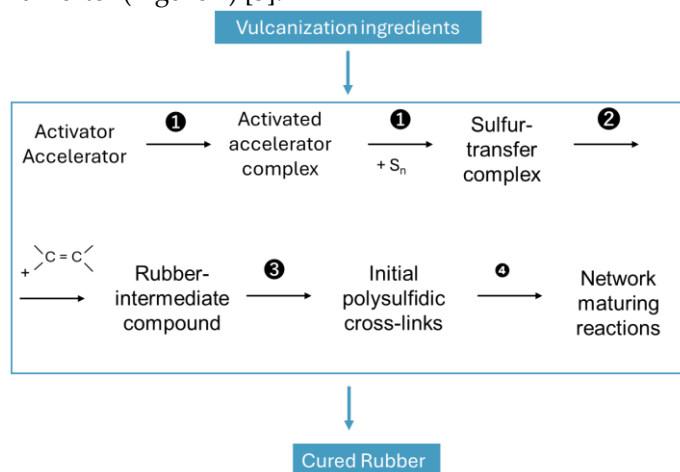 Vulcanization ingredients
Activator
Accelerator
❶
Activated
accelerator
complex
❶
+ Sn
Sulfur-
transfer
complex
❷
+ C = C
Rubber-
intermediate
compound
❸
Initial
polysulfidic
cross-links
❹
Network
maturing
reactions
Cured Rubber